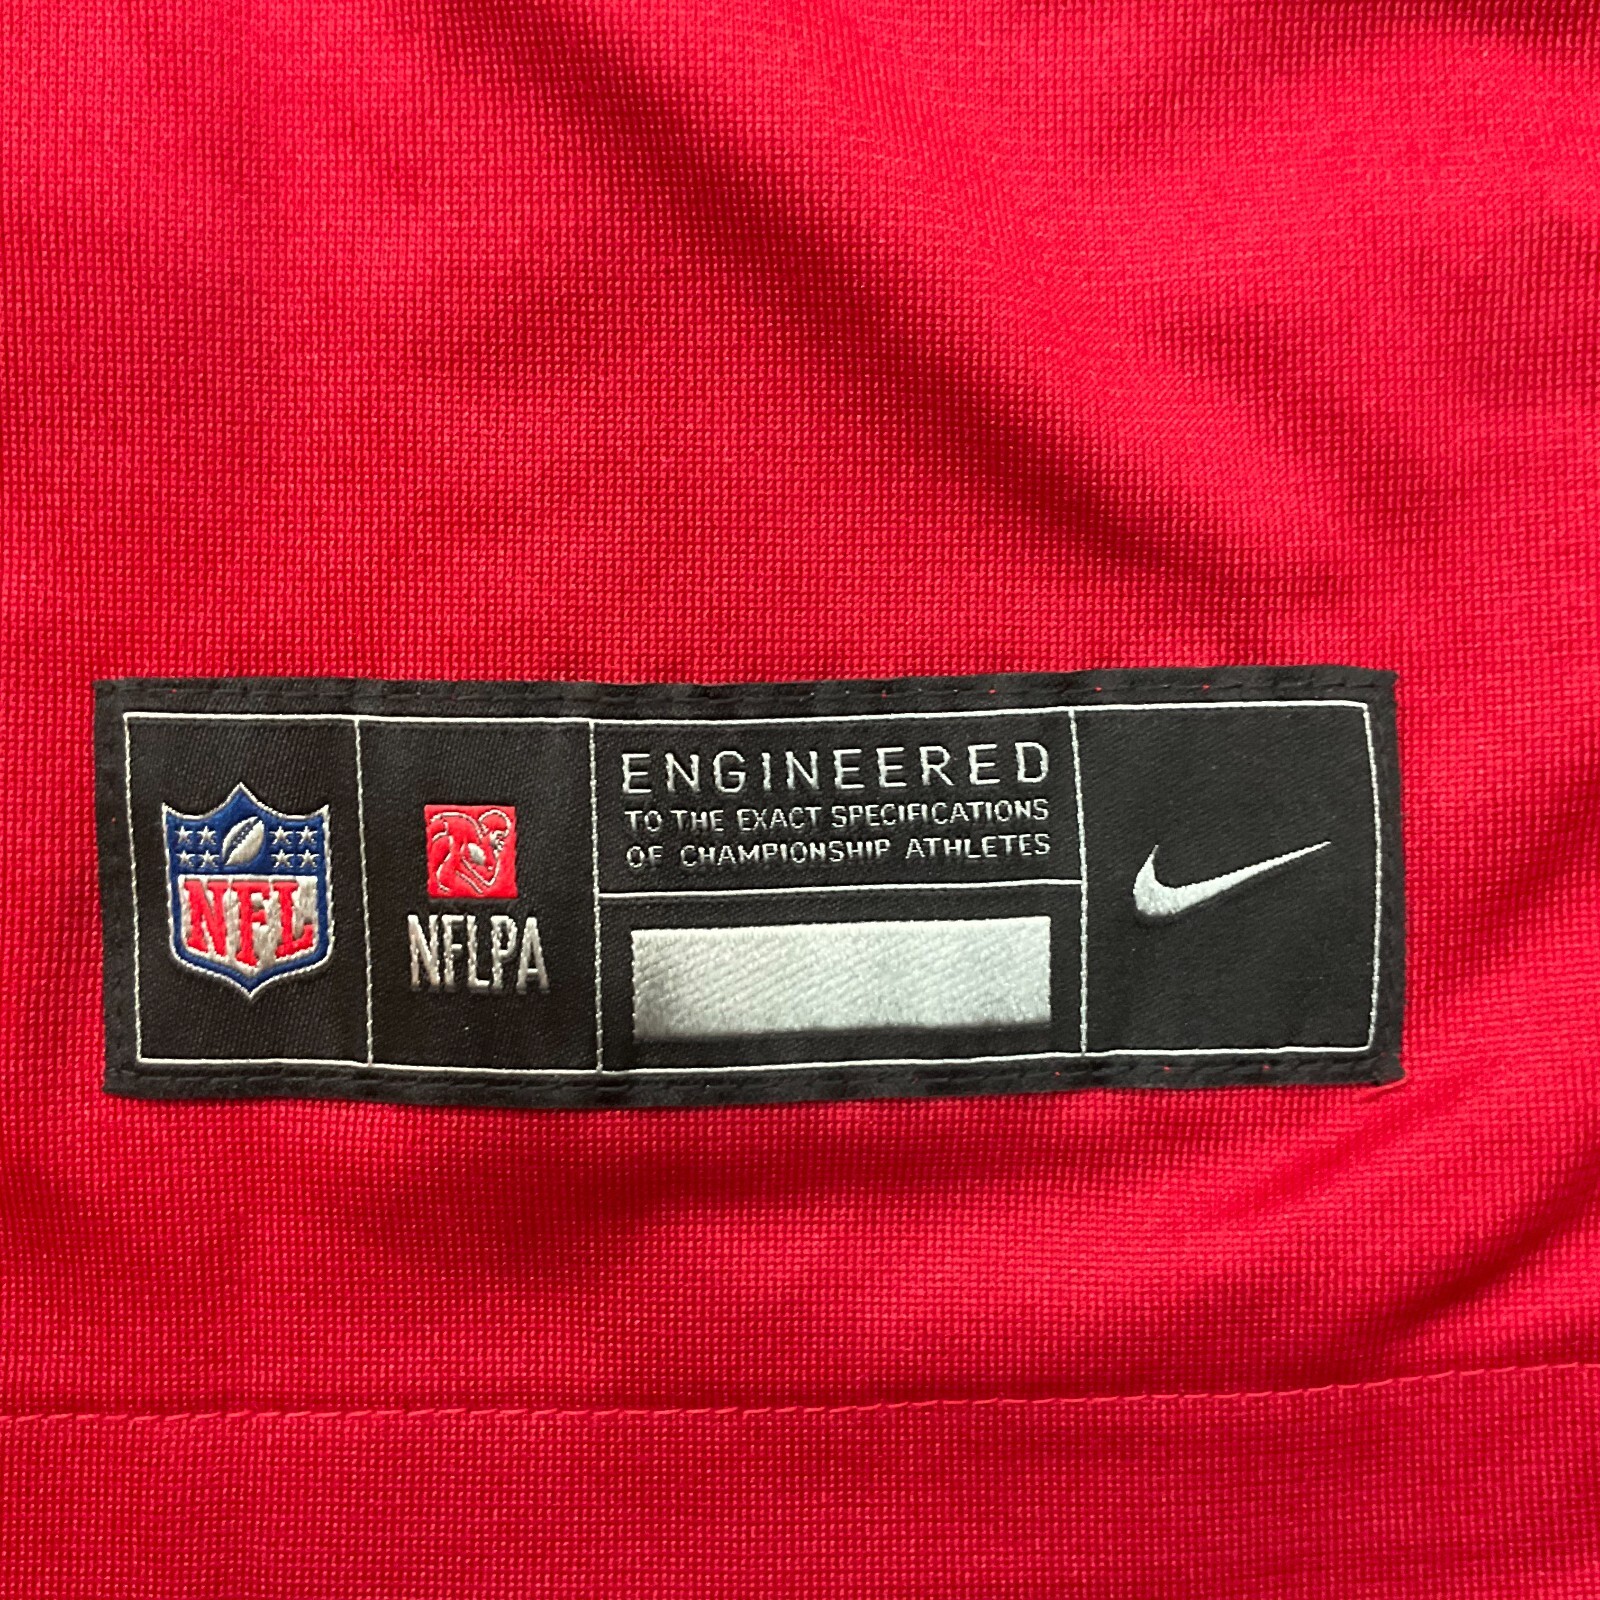 NFL
NFLPA
ENGINEERED
TO THE EXACT SPECIFICATIONS
OF CHAMPIONSHIP ATHLETES